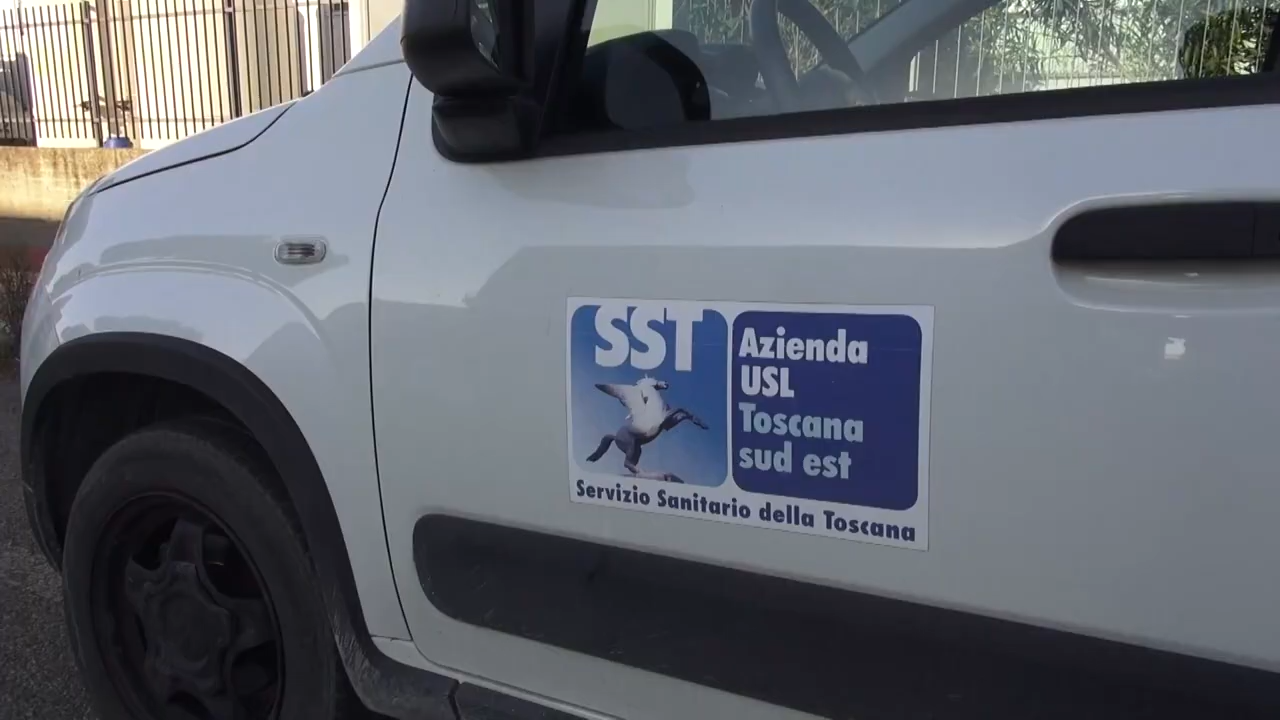 SST
Azienda
USL
Toscana
sud est
Servizio Sanitario della Toscana